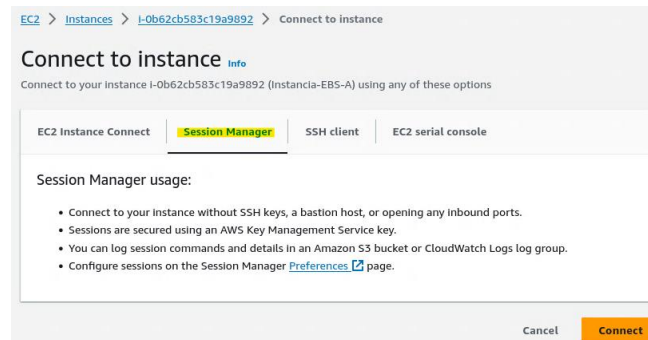 EC2 > Instances > i-0b62cb583c19a9892 > Connect to instance
Connect to instance Info
Connect to your instance i-0b62cb583c19a9892 (Instancia-EBS-A) using any of these options
EC2 Instance Connect Session Manager SSH client EC2 serial console
Session Manager usage:
• Connect to your instance without SSH keys, a bastion host, or opening any inbound ports.
• Sessions are secured using an AWS Key Management Service key.
• You can log session commands and details in an Amazon S3 bucket or CloudWatch Logs log group.
• Configure sessions on the Session Manager Preferences page.
Cancel Connect